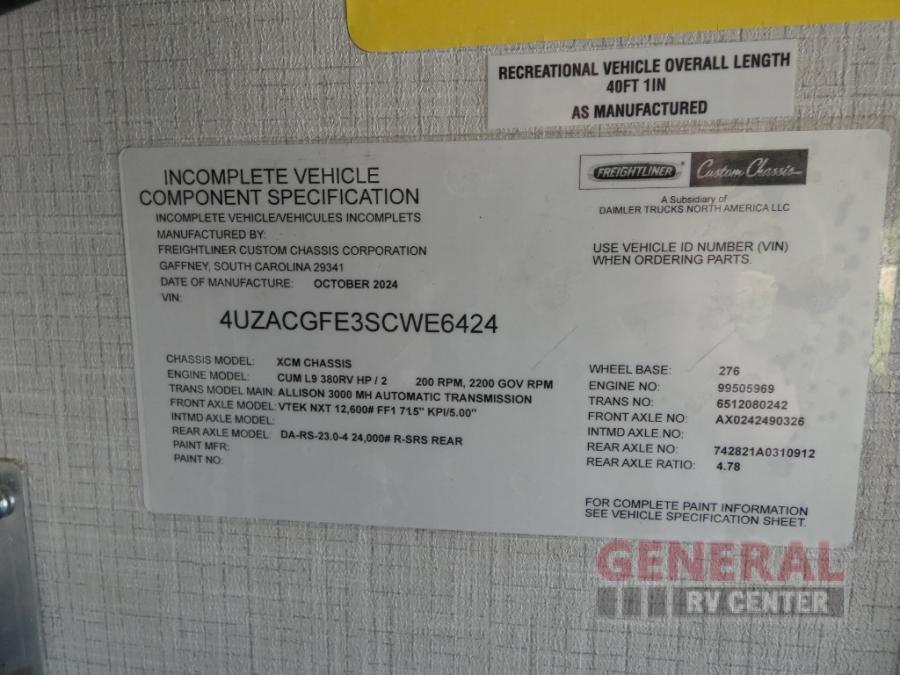 RECREATIONAL VEHICLE OVERALL LENGTH
40FT 1IN
AS MANUFACTURED
INCOMPLETE VEHICLE
COMPONENT SPECIFICATION
INCOMPLETE VEHICLE/VEHICULES INCOMPLETS
MANUFACTURED BY:
FREIGHTLINER CUSTOM CHASSIS CORPORATION
GAFFNEY, SOUTH CAROLINA 29341
DATE OF MANUFACTURE: OCTOBER 2024
VIN:
4UZACGFE3SCWE6424
FREIGHTLINER Custom Chassis
A Subsidiary of
DAIMLER TRUCKS NORTH AMERICA LLC
USE VEHICLE ID NUMBER (VIN)
WHEN ORDERING PARTS.
CHASSIS MODEL: XCM CHASSIS
ENGINE MODEL: CUM L9 380RV HP / 2 200 RPM, 2200 GOV RPM
TRANS MODEL MAIN: ALLISON 3000 MH AUTOMATIC TRANSMISSION
FRONT AXLE MODEL: VTEK NXT 12,600# FF1 71.5" KPI/5.00"
INTMD AXLE MODEL:
REAR AXLE MODEL: DA-RS-23.0-4 24,000# R-SRS REAR
PAINT MFR:
PAINT NO:
WHEEL BASE: 276
ENGINE NO: 99505969
TRANS NO: 6512080242
FRONT AXLE NO: AX0242490326
INTMD AXLE.NO:
REAR AXLE NO: 742821A0310912
REAR AXLE RATIO: 4.78
FOR COMPLETE PAINT INFORMATION
SEE VEHICLE SPECIFICATION SHEET.
GENERAL
RV CENTER